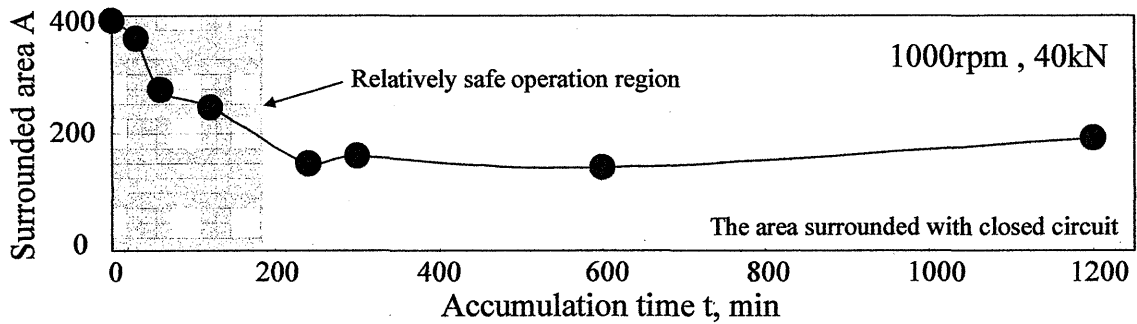 Surrounded area A
400
200
0
1000rpm , 40kN
Relatively safe operation region
The area surrounded with closed circuit
0 200 400 600 800 1000 1200
Accumulation time t, min